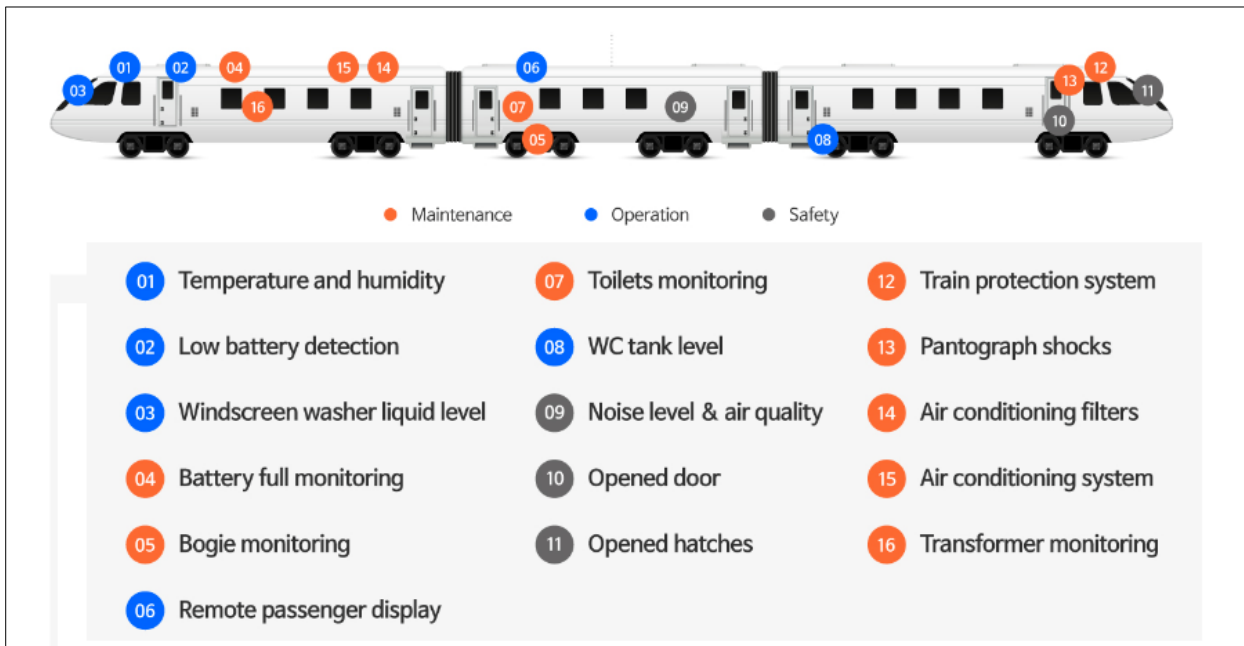 01 02 04 15 14 06 13 12
03 16 07 09 11
05 08 10
Maintenance Operation Safety
01 Temperature and humidity
02 Low battery detection
03 Windscreen washer liquid level
04 Battery full monitoring
05 Bogie monitoring
06 Remote passenger display
07 Toilets monitoring
08 WC tank level
09 Noise level & air quality
10 Opened door
11 Opened hatches
12 Train protection system
13 Pantograph shocks
14 Air conditioning filters
15 Air conditioning system
16 Transformer monitoring